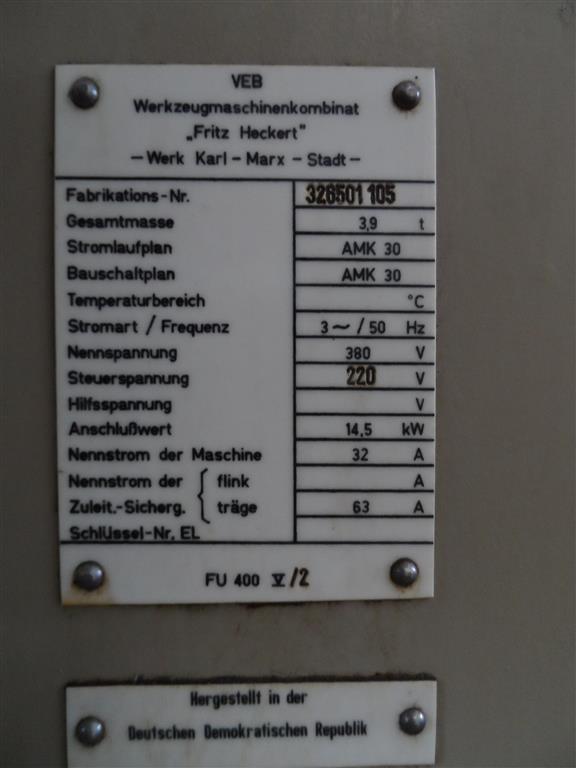 VEB
Werkzeugmaschinenkombinat
„Fritz Heckert"
— Werk Karl – Marx – Stadt –
Fabrikations-Nr. 328501 105
Gesamtmasse 3,9 t
Stromlaufplan AMK 30
Bauschaltplan AMK 30
Temperaturbereich °C
Stromart / Frequenz 3 ~ / 50 Hz
Nennspannung 380 V
Steuerspannung 220 V
Hilfsspannung V
Anschlußwert 14,5 kW
Nennstrom der Maschine 32 A
Nennstrom der { flink A
Zuleit.-Sicherg. träge 63 A
Schlüssel-Nr. EL
FU 400 V/2
Hergestellt in der
Deutschen Demokratischen Republik